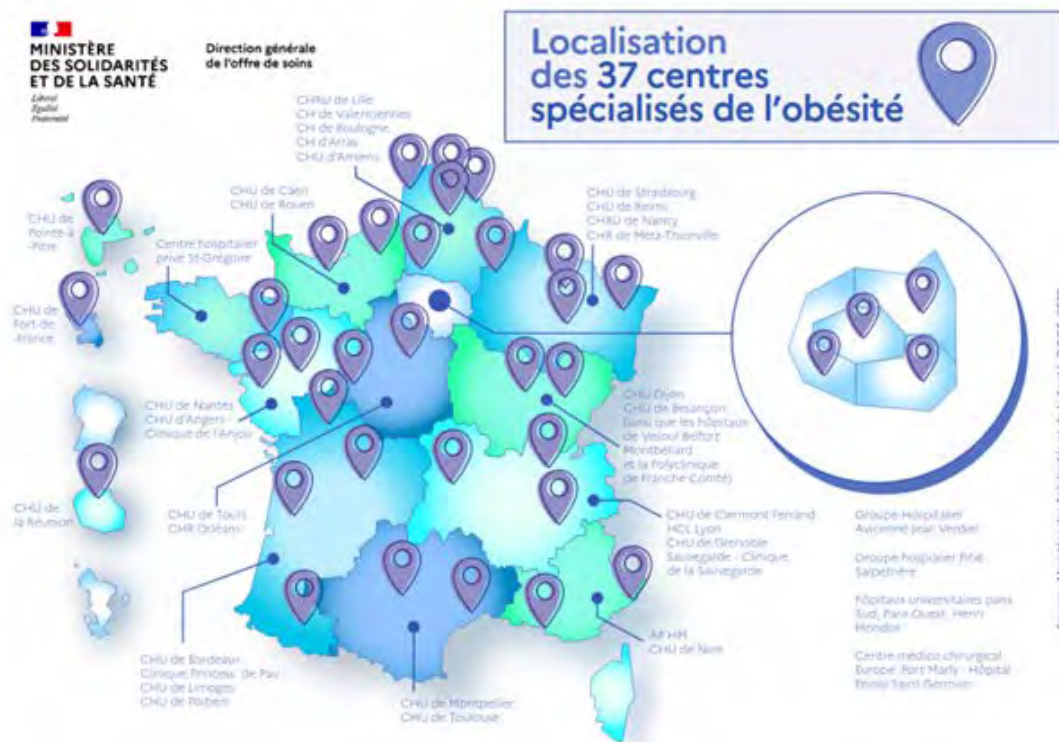 MINISTÈRE
DES SOLIDARITÉS
ET DE LA SANTÉ
Liberté
Égalité
Fraternité
Direction générale
de l'offre de soins
Localisation
des 37 centres
spécialisés de l'obésité
CHRU de Lille
CH de Valenciennes
CH de Boulogne
CH d'Arras
CHU d'Amiens
CHU de Caen
CHU de Rouen
CHU de Strasbourg
CHU de Reims
CHRU de Nancy
CHR de Metz-Thionville
CHU de
Pointe-à
-Pitre
Centre hospitalier
privé St-Grégoire
CHU de
Fort-de
-France
CHU de Nantes
CHU d'Angers -
Clinique de l'Anjou
CHU Dijon
CHU de Besançon
(ainsi que les hôpitaux
de Vesoul Belfort
Montbéliard
et la Polyclinique
de Franche-Comté)
CHU de
la Réunion
CHU de Tours
CHR Orléans
CHU de Clermont Ferrand
HCL Lyon
CHU de Grenoble
Sauvegarde - Clinique
de la Sauvegarde
Groupe Hospitalier
Avicenne Jean Verdier
Groupe hospitalier Pitié
Salpêtrière
Hôpitaux universitaires paris
Sud, Paris Ouest, Henri
Mondor
Centre médico chirurgical
Europe, Port Marly - Hôpital
Saint Germain
AP HM
CHU de Nice
CHU de Bordeaux
Clinique Princess de Pau
CHU de Limoges
CHU de Poitiers
CHU de Montpellier
CHU de Toulouse